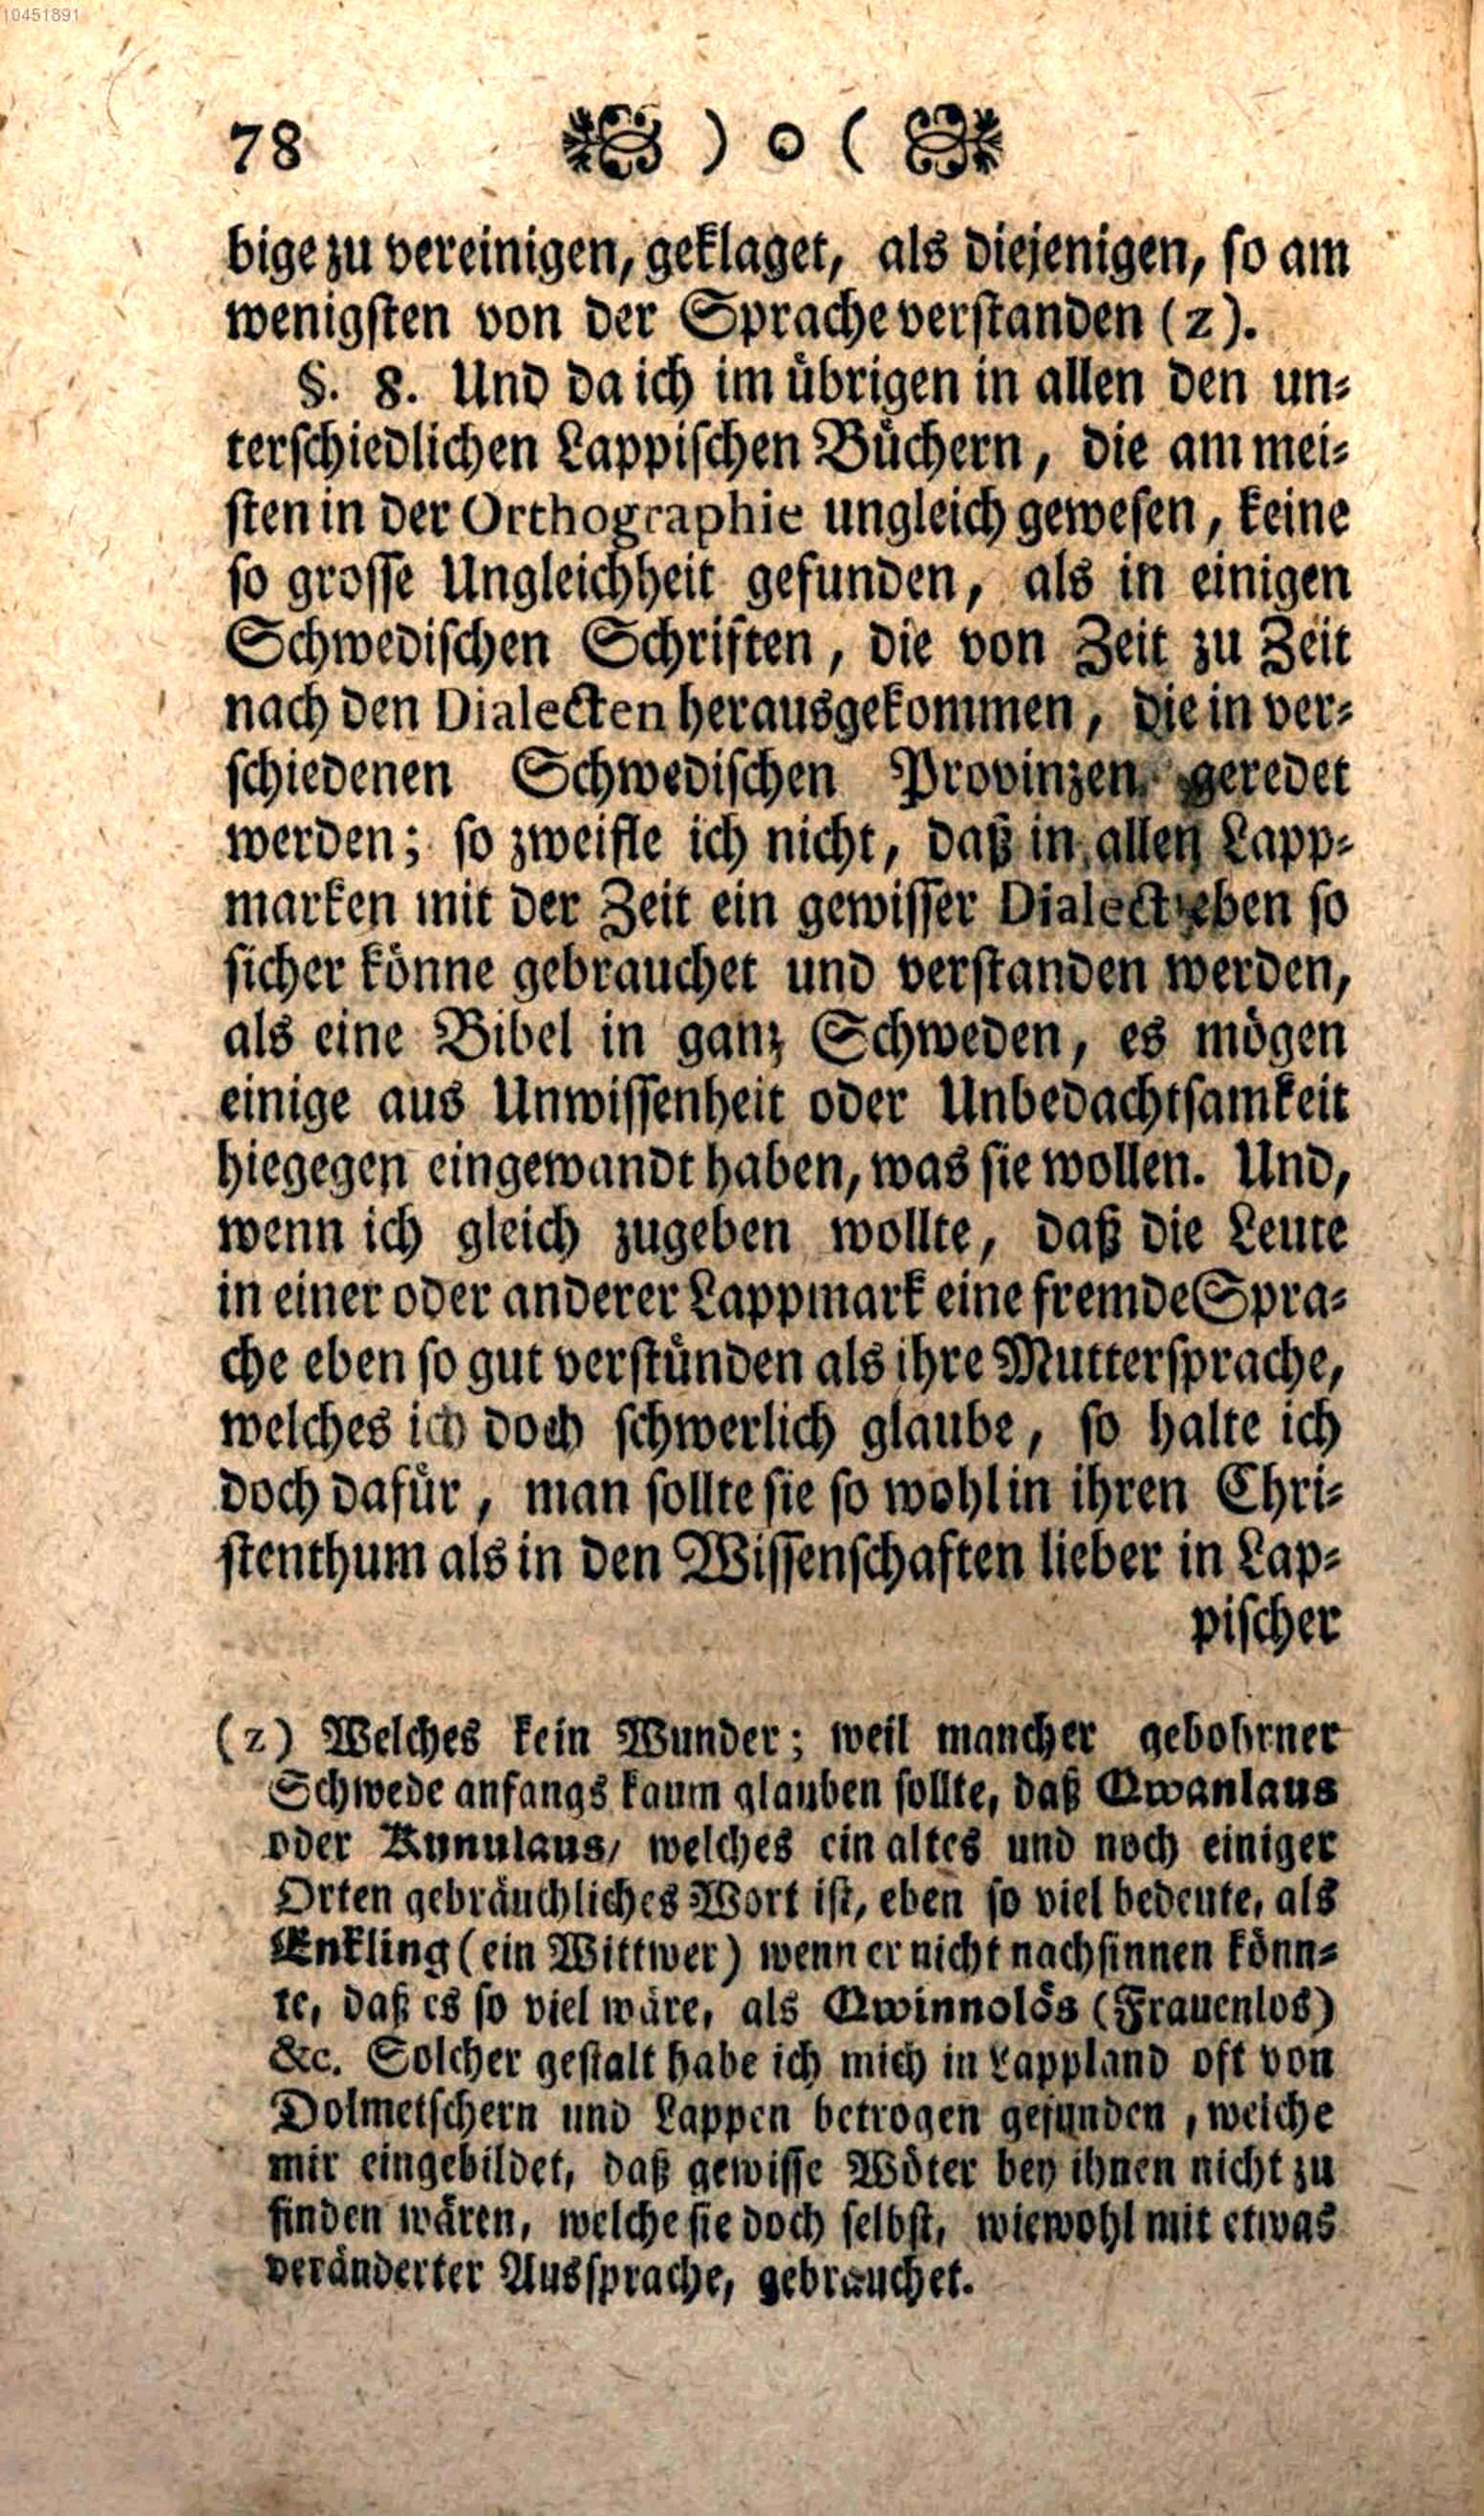 10451891
78 ) o (
bige zu vereinigen, geklaget, als diejenigen, so am
wenigsten von der Sprache verstanden (z).
§. 8. Und da ich im übrigen in allen den un-
terschiedlichen Lappischen Büchern, die am mei-
sten in der Orthographie ungleich gewesen, keine
so grosse Ungleichheit gefunden, als in einigen
Schwedischen Schriften, die von Zeit zu Zeit
nach den Dialecten herausgekommen, die in ver-
schiedenen Schwedischen Provinzen geredet
werden; so zweifle ich nicht, daß in allen Lapp-
marken mit der Zeit ein gewisser Dialect eben so
sicher könne gebrauchet und verstanden werden,
als eine Bibel in ganz Schweden, es mögen
einige aus Unwissenheit oder Unbedachtsamkeit
hiegegen eingewandt haben, was sie wollen. Und,
wenn ich gleich zugeben wollte, daß die Leute
in einer oder anderer Lappmark eine fremde Spra-
che eben so gut verstünden als ihre Muttersprache,
welches ich doch schwerlich glaube, so halte ich
doch dafür, man sollte sie so wohl in ihren Chri-
stenthum als in den Wissenschaften lieber in Lap-
pischer
(z) Welches kein Wunder; weil mancher gebohrner
Schwede anfangs kaum glauben sollte, daß Qwanlaus
oder Kunulaus, welches ein altes und noch einiger
Orten gebräuchliches Wort ist, eben so viel bedeute, als
Enkling (ein Wittwer) wenn er nicht nachsinnen könn-
te, daß es so viel wäre, als Qwinnolös (Frauenlos)
&c. Solcher gestalt habe ich mich in Lappland oft von
Dolmetschern und Lappen betrogen gefunden, welche
mir eingebildet, daß gewisse Wöter bey ihnen nicht zu
finden wären, welche sie doch selbst, wiewohl mit etwas
veränderter Aussprache, gebrauchet.